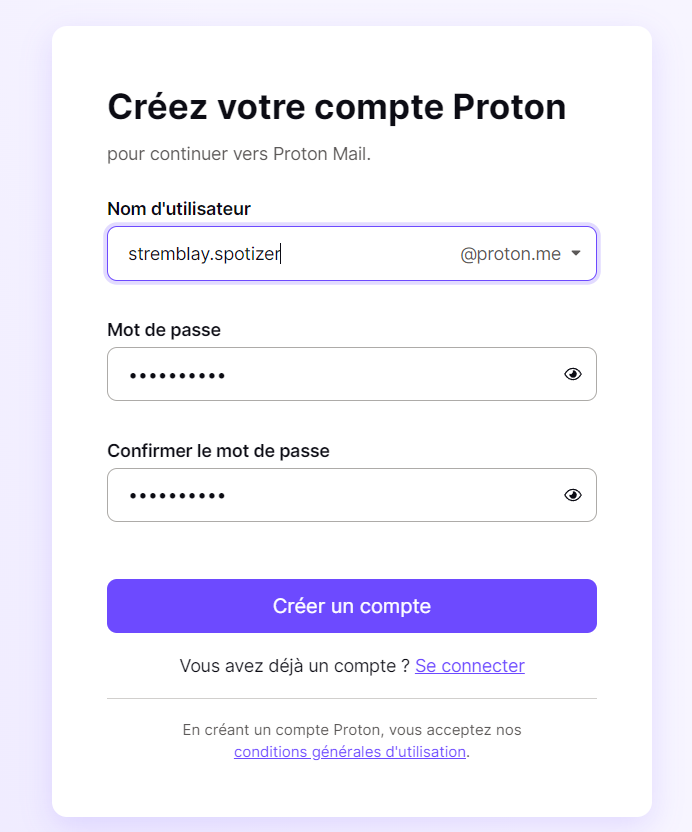 Créez votre compte Proton
pour continuer vers Proton Mail.
Nom d'utilisateur
stremblay.spotizer @proton.me
Mot de passe
••••••••••
Confirmer le mot de passe
••••••••••
Créer un compte
Vous avez déjà un compte ? Se connecter
En créant un compte Proton, vous acceptez nos
conditions générales d'utilisation.